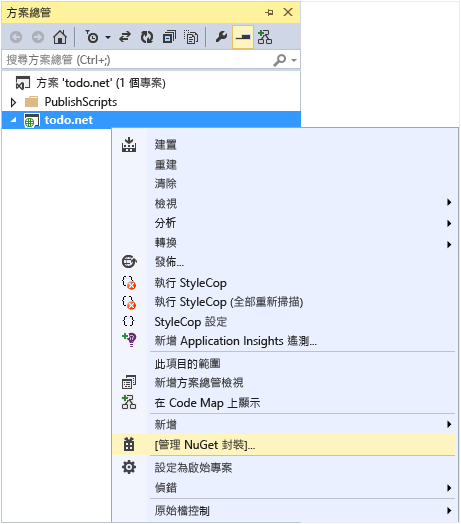 方案總管
搜尋方案總管 (Ctrl+;)
方案 'todo.net' (1 個專案)
PublishScripts
todo.net
建置
重建
清除
檢視
分析
轉換
發佈...
執行 StyleCop
執行 StyleCop (全部重新掃描)
StyleCop 設定
新增 Application Insights 遙測...
此項目的範圍
新增方案總管檢視
在 Code Map 上顯示
新增
[管理 NuGet 封裝]...
設定為啟始專案
偵錯
原始檔控制